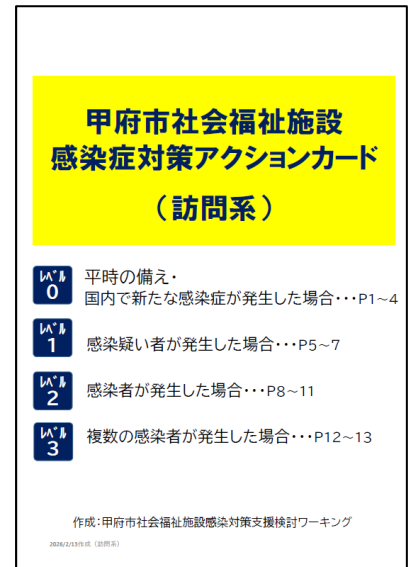 甲府市社会福祉施設
感染症対策アクションカード
（訪問系）
レベル
0
平時の備え・
国内で新たな感染症が発生した場合・・・P1~4
レベル
1
感染疑い者が発生した場合・・・P5~7
レベル
2
感染者が発生した場合・・・P8~11
レベル
3
複数の感染者が発生した場合・・・P12~13
作成：甲府市社会福祉施設感染対策支援検討ワーキング
2026/2/13作成（訪問系）